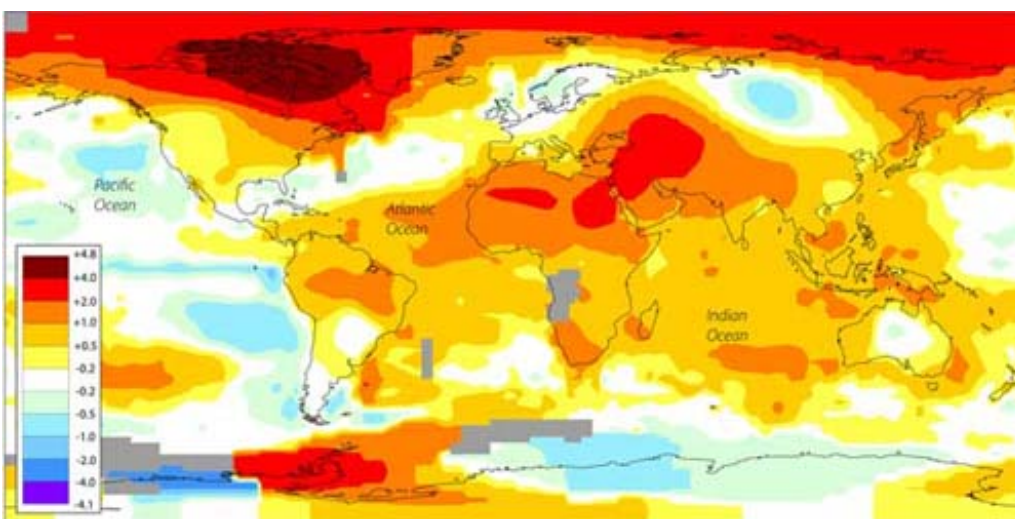 Pacific
Ocean
Atlantic
Ocean
Indian
Ocean
+4.8
+4.0
+2.0
+1.0
+0.5
-0.2
-0.2
-0.5
-1.0
-2.0
-4.0
-4.1